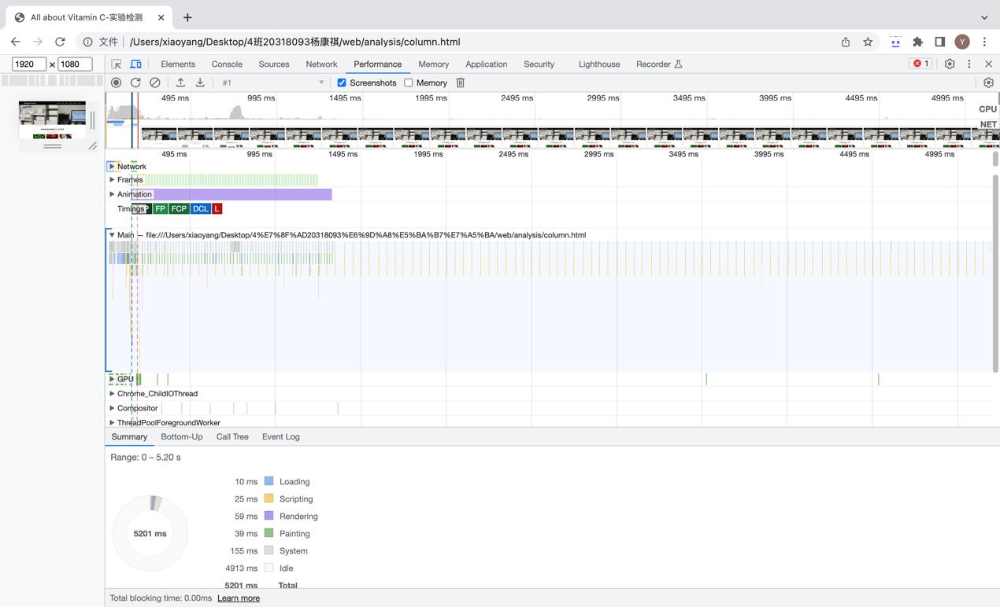 All about Vitamin C-实验检测
文件 /Users/xiaoyang/Desktop/4班20318093杨康祺/web/analysis/column.html
Y
1920 × 1080
Elements Console Sources Network Performance Memory Application Security Lighthouse Recorder 1
#1 Screenshots Memory
495 ms 995 ms 1495 ms 1995 ms 2495 ms 2995 ms 3495 ms 3995 ms 4495 ms 4995 ms
CPU
NET
495 ms 995 ms 1495 ms 1995 ms 2495 ms 2995 ms 3495 ms 3995 ms 4495 ms 4995 ms
Network
Frames
Animation
Timings FP FCP DCL L
Main — file:///Users/xiaoyang/Desktop/4%E7%8F%AD20318093%E6%9D%A8%E5%BA%B7%E7%A5%BA/web/analysis/column.html
GPU
Chrome_ChildIOThread
Compositor
ThreadPoolForegroundWorker
Summary Bottom-Up Call Tree Event Log
Range: 0 – 5.20 s
10 ms Loading
25 ms Scripting
59 ms Rendering
39 ms Painting
155 ms System
4913 ms Idle
5201 ms Total
5201 ms
Total blocking time: 0.00ms Learn more